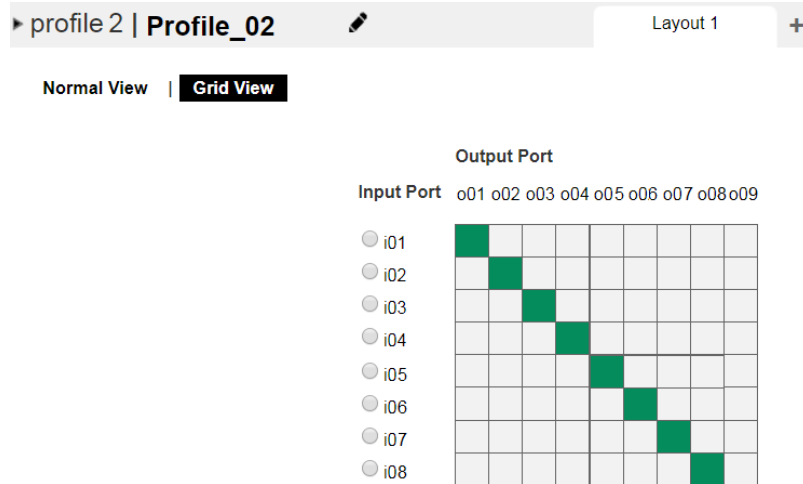 profile 2 | Profile_02 Layout 1 +
Normal View | Grid View
Output Port
Input Port o01 o02 o03 o04 o05 o06 o07 o08 o09
i01
i02
i03
i04
i05
i06
i07
i08